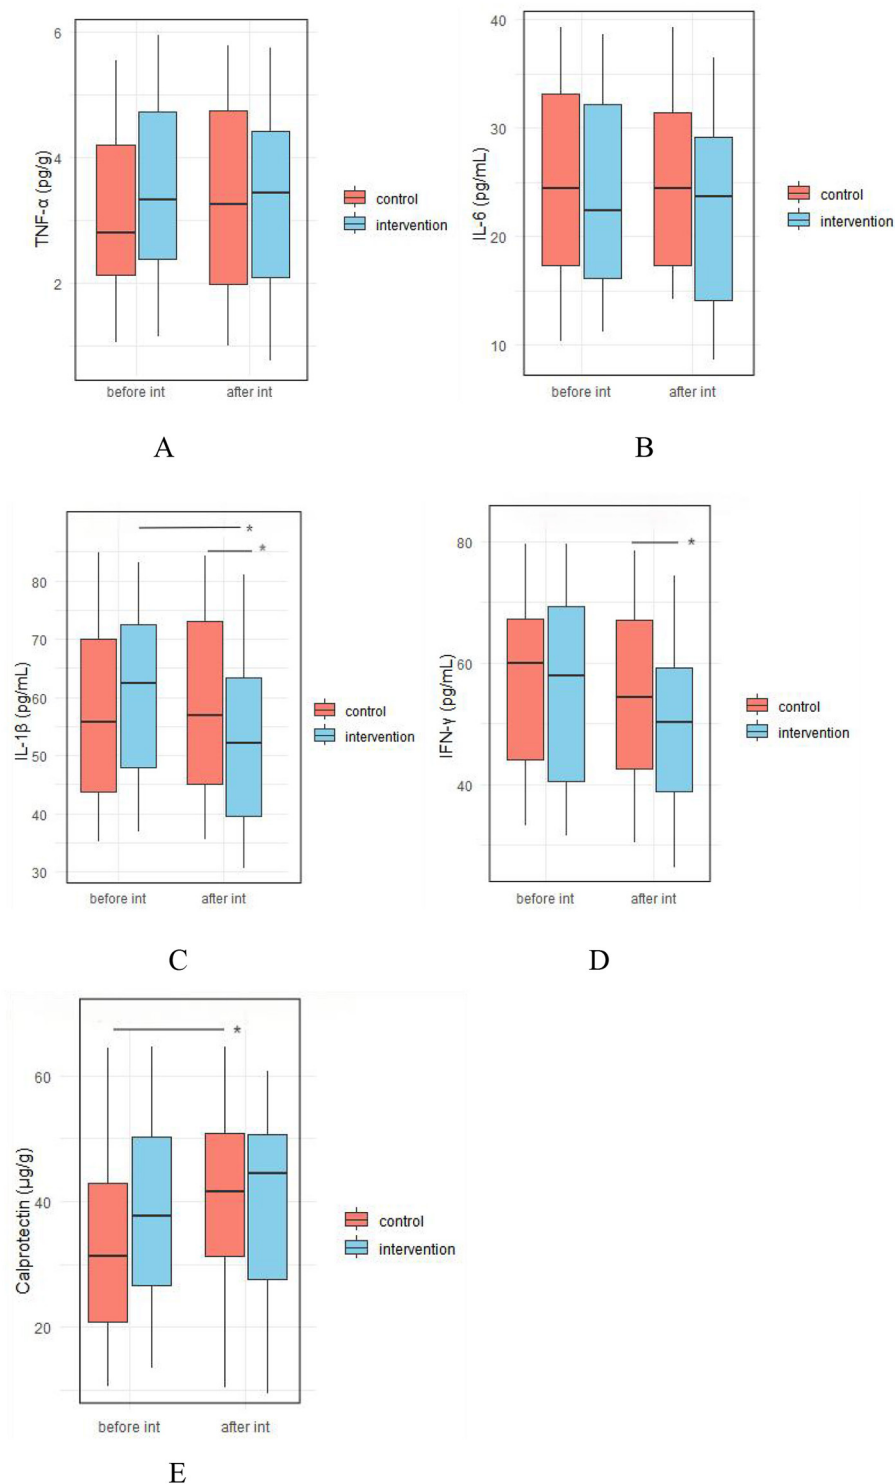 6
4
2
TNF-α (pg/g)
before int
after int
control
intervention
A
40
30
20
10
IL-6 (pg/mL)
before int
after int
control
intervention
B
*
*
80
70
60
50
40
30
IL-1β (pg/mL)
before int
after int
control
intervention
C
*
80
60
40
IFN-γ (pg/mL)
before int
after int
control
intervention
D
*
60
40
20
Calprotectin (µg/g)
before int
after int
control
intervention
E